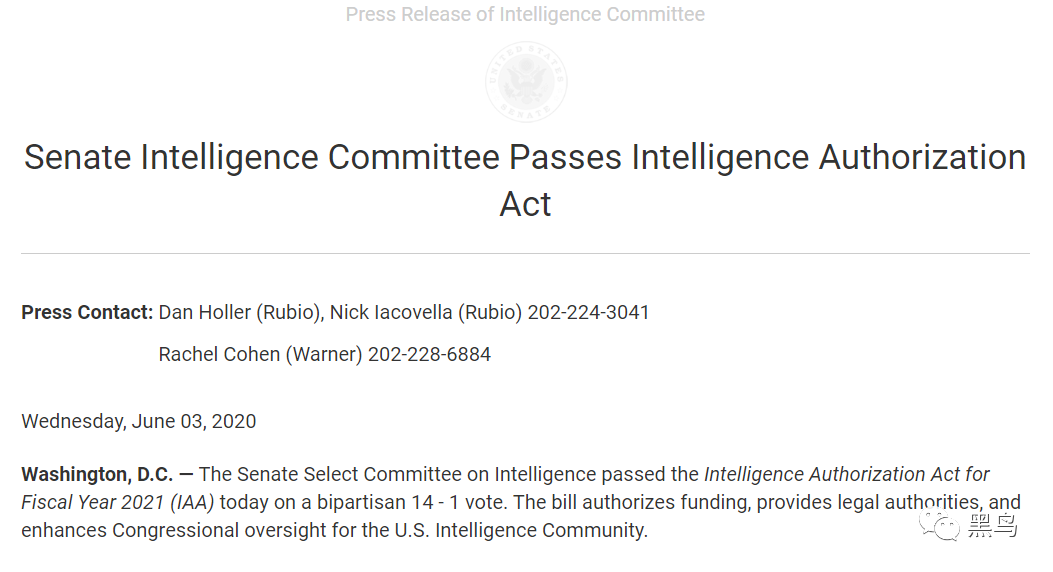 Press Release of Intelligence Committee
UNITED STATES
SENATE
Senate Intelligence Committee Passes Intelligence Authorization
Act
Press Contact: Dan Holler (Rubio), Nick Iacovella (Rubio) 202-224-3041
Rachel Cohen (Warner) 202-228-6884
Wednesday, June 03, 2020
Washington, D.C. — The Senate Select Committee on Intelligence passed the Intelligence Authorization Act for
Fiscal Year 2021 (IAA) today on a bipartisan 14 - 1 vote. The bill authorizes funding, provides legal authorities, and
enhances Congressional oversight for the U.S. Intelligence Community.
黑鸟